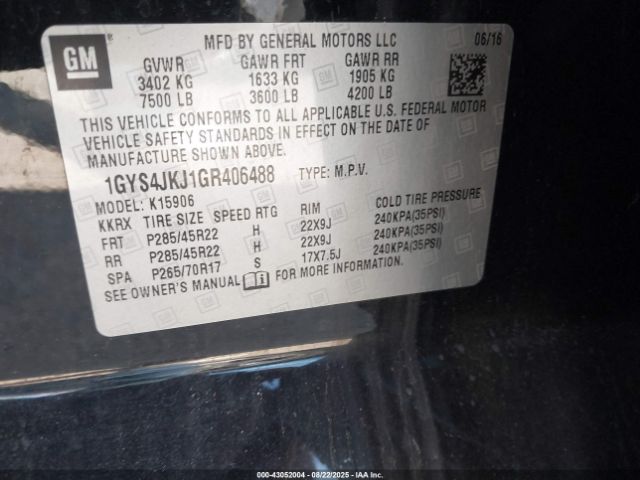 GM ®
MFD BY GENERAL MOTORS LLC 06/16
GVWR GAWR FRT GAWR RR
3402 KG 1633 KG 1905 KG
7500 LB 3600 LB 4200 LB
THIS VEHICLE CONFORMS TO ALL APPLICABLE U.S. FEDERAL MOTOR
VEHICLE SAFETY STANDARDS IN EFFECT ON THE DATE OF
MANUFACTURE SHOWN ABOVE.
1GYS4JKJ1GR406488 TYPE: M.P.V.
MODEL: K15906
KKRX TIRE SIZE SPEED RTG RIM COLD TIRE PRESSURE
FRT P285/45R22 H 22X9J 240KPA(35PSI)
RR P285/45R22 H 22X9J 240KPA(35PSI)
SPA P265/70R17 S 17X7.5J 240KPA(35PSI)
SEE OWNER'S MANUAL FOR MORE INFORMATION.
000-43052004 - 08/22/2025 - IAAI.COM